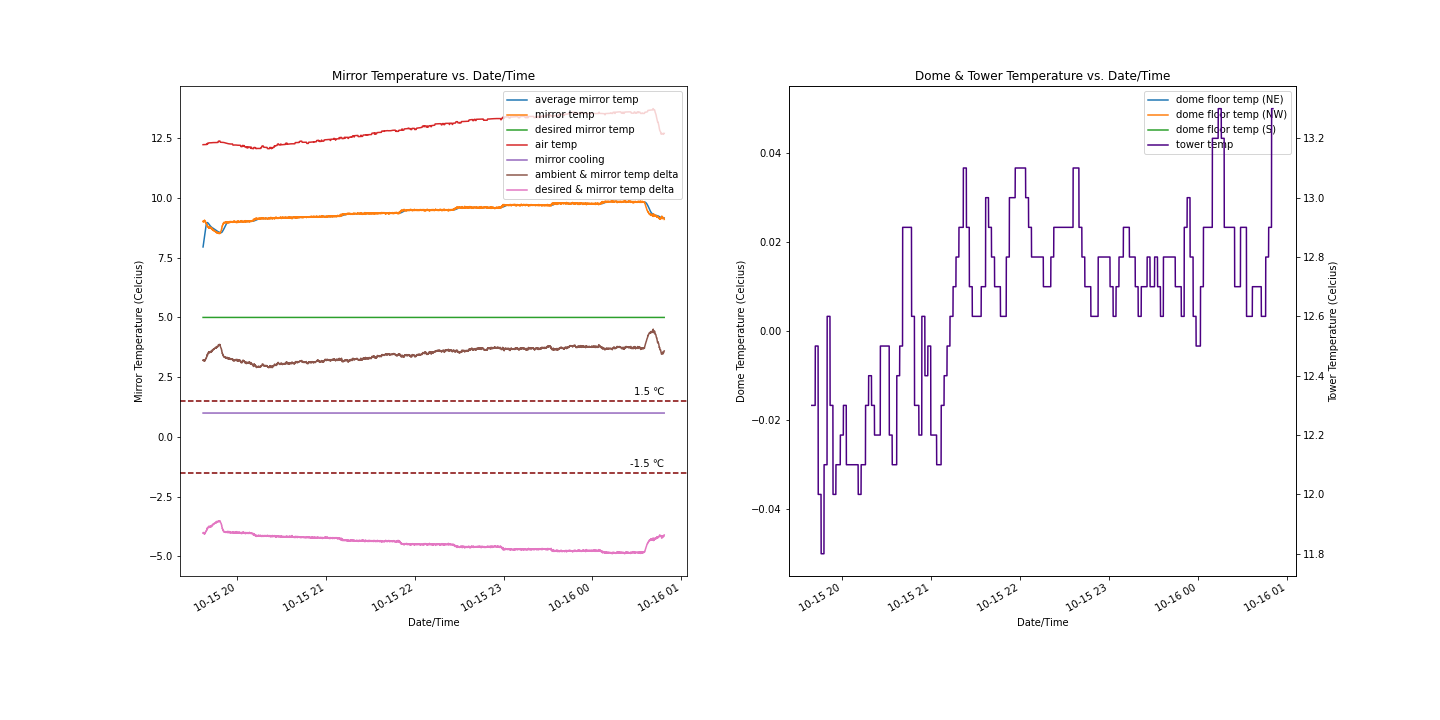 Mirror Temperature vs. Date/Time
average mirror temp
mirror temp
desired mirror temp
air temp
mirror cooling
ambient & mirror temp delta
desired & mirror temp delta
12.5
10.0
7.5
5.0
2.5
0.0
−2.5
−5.0
Mirror Temperature (Celcius)
1.5 °C
-1.5 °C
10-15 20
10-15 21
10-15 22
10-15 23
10-16 00
10-16 01
Date/Time
Dome & Tower Temperature vs. Date/Time
dome floor temp (NE)
dome floor temp (NW)
dome floor temp (S)
tower temp
0.04
0.02
0.00
−0.02
−0.04
Dome Temperature (Celcius)
13.2
13.0
12.8
12.6
12.4
12.2
12.0
11.8
Tower Temperature (Celcius)
10-15 20
10-15 21
10-15 22
10-15 23
10-16 00
10-16 01
Date/Time